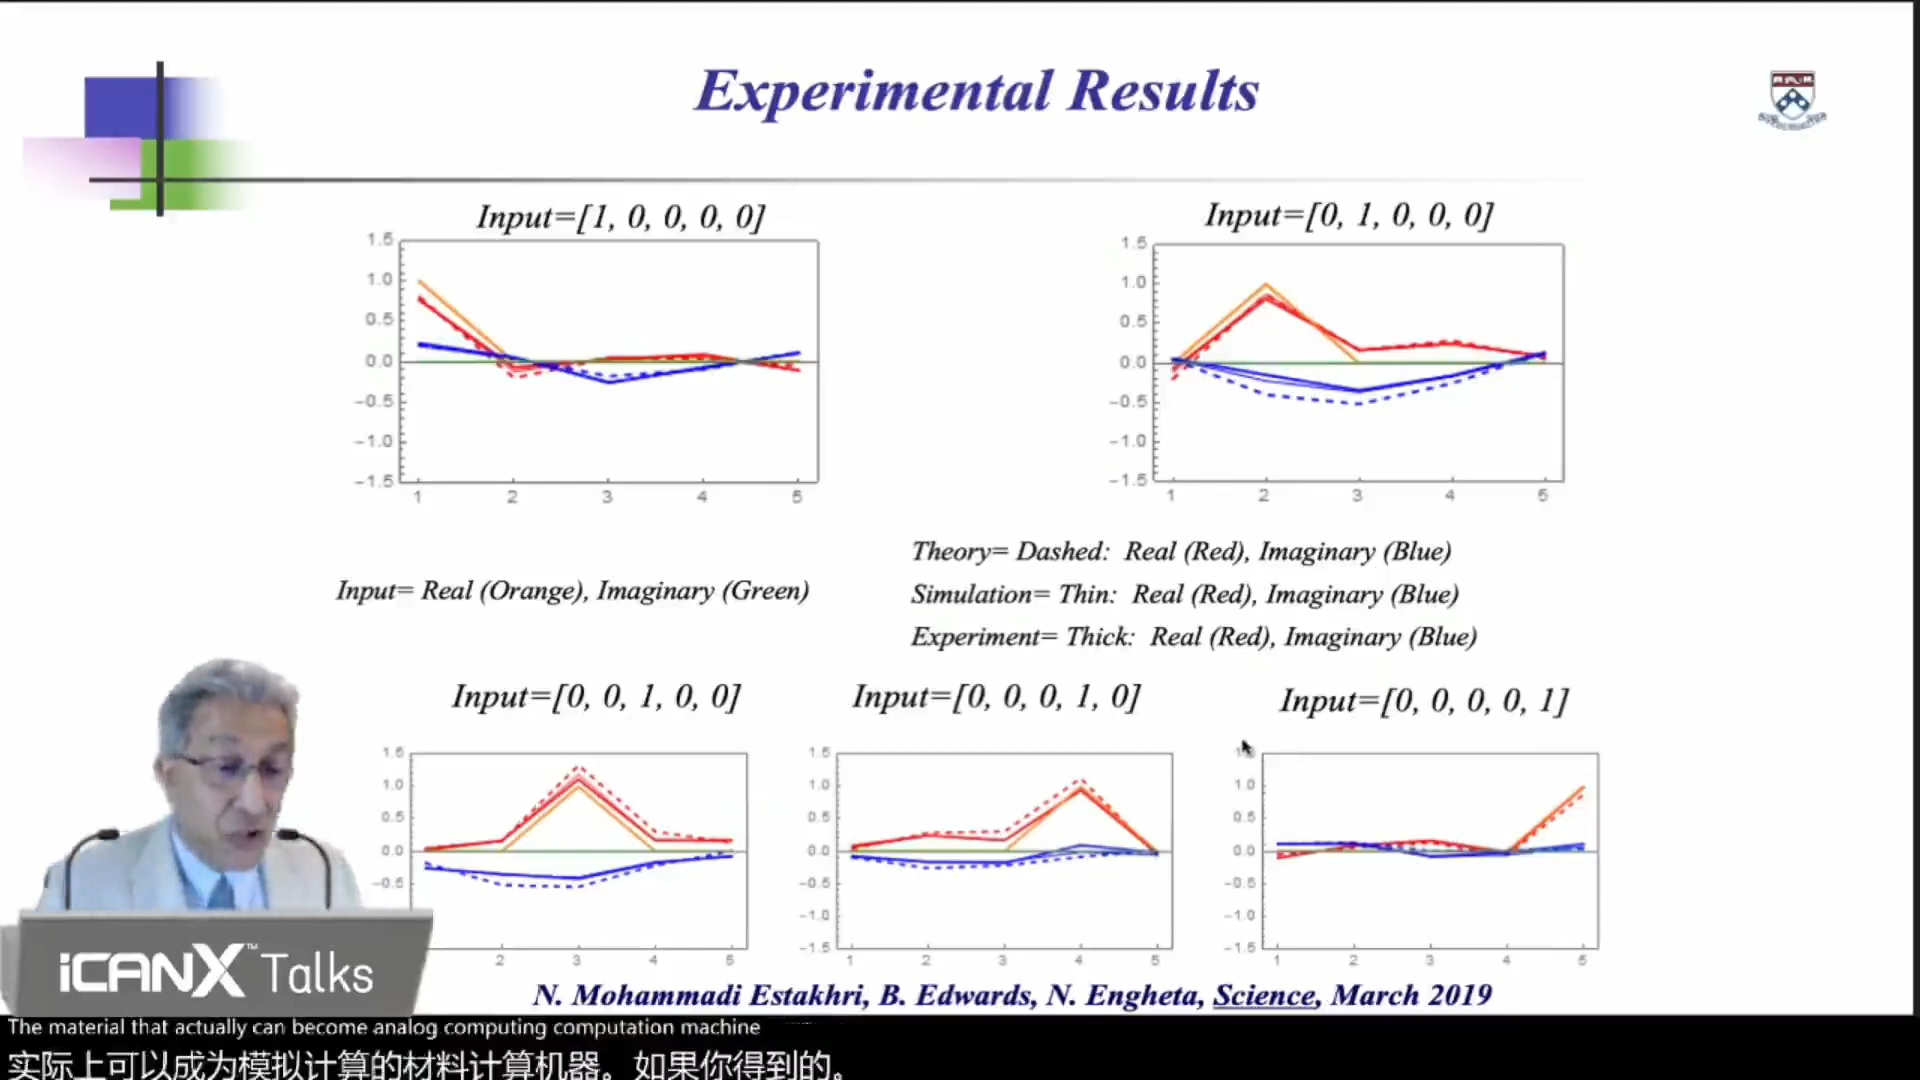 Experimental Results
Input=[1, 0, 0, 0, 0]
1.5
1.0
0.5
0.0
−0.5
−1.0
−1.5
1 2 3 4 5
Input=[0, 1, 0, 0, 0]
1.5
1.0
0.5
0.0
−0.5
−1.0
−1.5
1 2 3 4 5
Input= Real (Orange), Imaginary (Green)
Theory= Dashed: Real (Red), Imaginary (Blue)
Simulation= Thin: Real (Red), Imaginary (Blue)
Experiment= Thick: Real (Red), Imaginary (Blue)
Input=[0, 0, 1, 0, 0]
1.5
1.0
0.5
0.0
−0.5
2 3 4 5
Input=[0, 0, 0, 1, 0]
1.5
1.0
0.5
0.0
−0.5
−1.0
−1.5
1 2 3 4 5
Input=[0, 0, 0, 0, 1]
1.0
0.5
0.0
−0.5
−1.0
−1.5
1 2 3 4 5
iCANX™ Talks
N. Mohammadi Estakhri, B. Edwards, N. Engheta, Science, March 2019
The material that actually can become analog computing computation machine
实际上可以成为模拟计算的材料计算机器。如果你得到的。